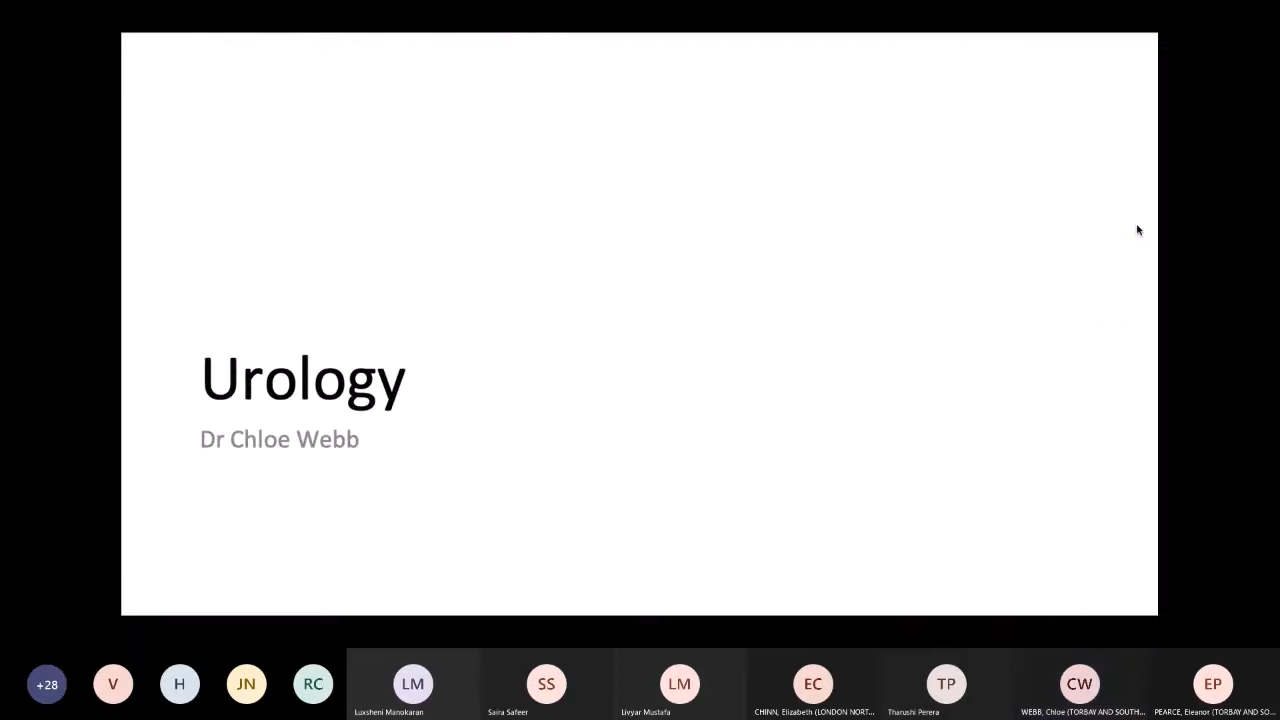 Urology
Dr Chloe Webb
+28
V
H
JN
RC
LM
SS
LM
EC
TP
CW
EP
Luxsheni Manokaran
Saira Safeer
Livyar Mustafa
CHINN, Elizabeth (LONDON NORT...
Tharushi Perera
WEBB, Chloe (TORBAY AND SOUTH...
PEARCE, Eleanor (TORBAY AND SO...